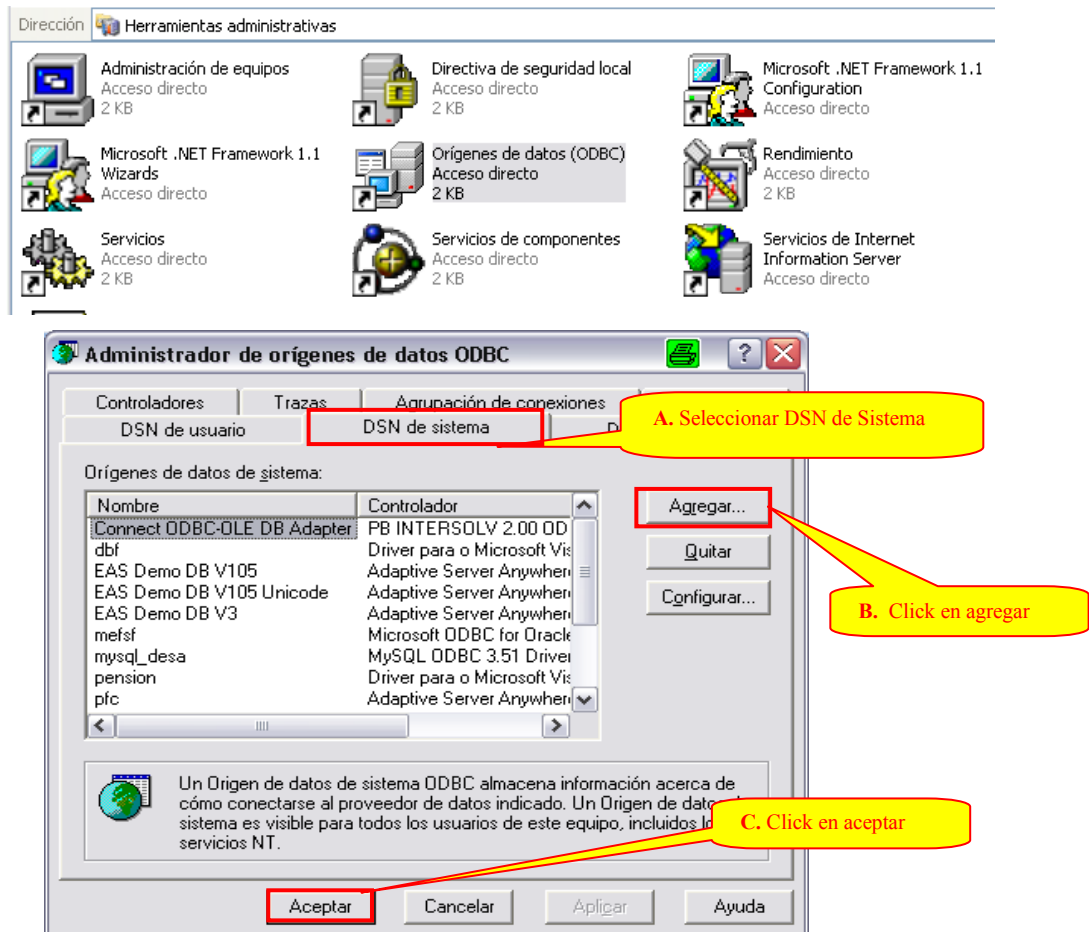 Dirección Herramientas administrativas
Administración de equipos
Acceso directo
2 KB
Directiva de seguridad local
Acceso directo
2 KB
Microsoft .NET Framework 1.1
Configuration
Acceso directo
Microsoft .NET Framework 1.1
Wizards
Acceso directo
Orígenes de datos (ODBC)
Acceso directo
2 KB
Rendimiento
Acceso directo
2 KB
Servicios
Acceso directo
2 KB
Servicios de componentes
Acceso directo
2 KB
Servicios de Internet
Information Server
Acceso directo
Administrador de orígenes de datos ODBC
Controladores Trazas Agrupación de conexiones
DSN de usuario DSN de sistema D
A. Seleccionar DSN de Sistema
Orígenes de datos de sistema:
Nombre Controlador
Connect ODBC-OLE DB Adapter PB INTERSOLV 2.00 OD
dbf Driver para o Microsoft Vis
EAS Demo DB V105 Adaptive Server Anywher
EAS Demo DB V105 Unicode Adaptive Server Anywher
EAS Demo DB V3 Adaptive Server Anywher
mefsf Microsoft ODBC for Oracle
mysql_desa MySQL ODBC 3.51 Driver
pension Driver para o Microsoft Vis
pfc Adaptive Server Anywher
Agregar...
Quitar
Configurar...
B. Click en agregar
Un Origen de datos de sistema ODBC almacena información acerca de
cómo conectarse al proveedor de datos indicado. Un Origen de datos
sistema es visible para todos los usuarios de este equipo, incluidos
servicios NT.
C. Click en aceptar
Aceptar Cancelar Aplicar Ayuda